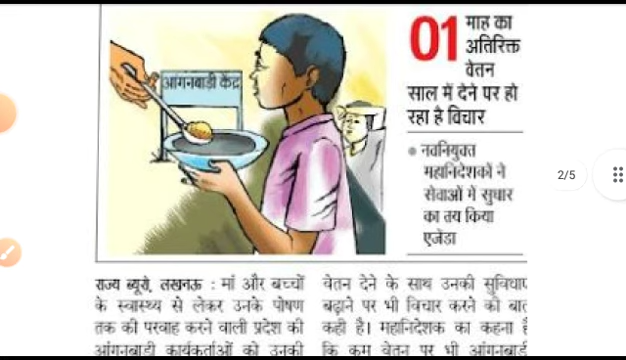 आंगनबाड़ी केंद्र
01 माह का
अतिरिक्त
वेतन
साल में देने पर हो
रहा है विचार
नवनियुक्त
महानिदेशकों ने
सेवाओं में सुधार
का तय किया
एजेंडा
2/5
राज्य ब्यूरो, लखनऊ : मां और बच्चों
के स्वास्थ्य से लेकर उनके पोषण
तक की परवाह करने वाली प्रदेश की
आंगनबाड़ी कार्यकर्ताओं को उनकी
वेतन देने के साथ उनकी
बढ़ाने पर भी विचार करने की बात
कही है। महानिदेशक का कहना है
कि कम वेतन पर भी